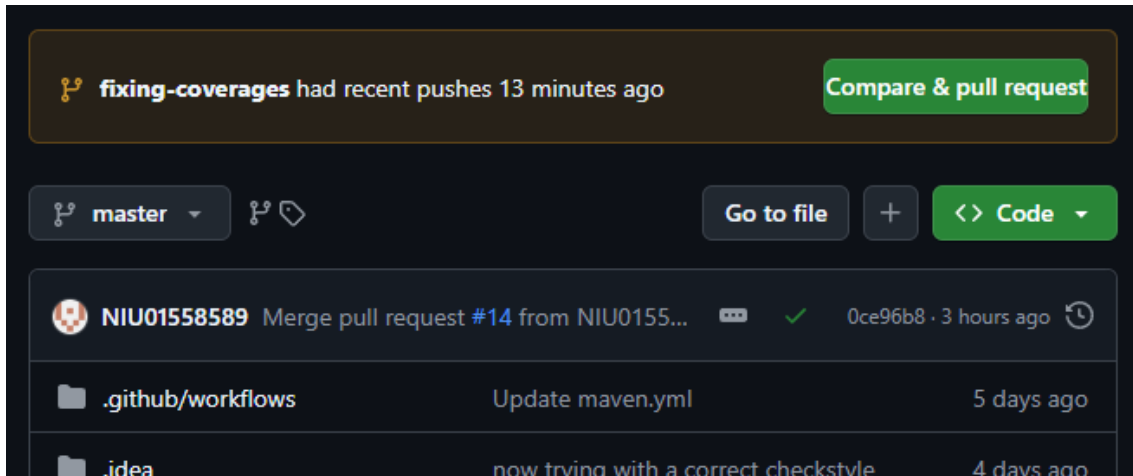 fixing-coverages had recent pushes 13 minutes ago Compare & pull request
master Go to file Code
NIU01558589 Merge pull request #14 from NIU0155... 0ce96b8 · 3 hours ago
.github/workflows Update maven.yml 5 days ago
.idea now trying with a correct checkstyle 4 days ago